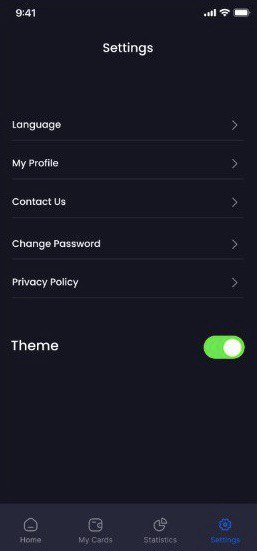 9:41
Settings
Language
My Profile
Contact Us
Change Password
Privacy Policy
Theme
Home My Cards Statistics Settings